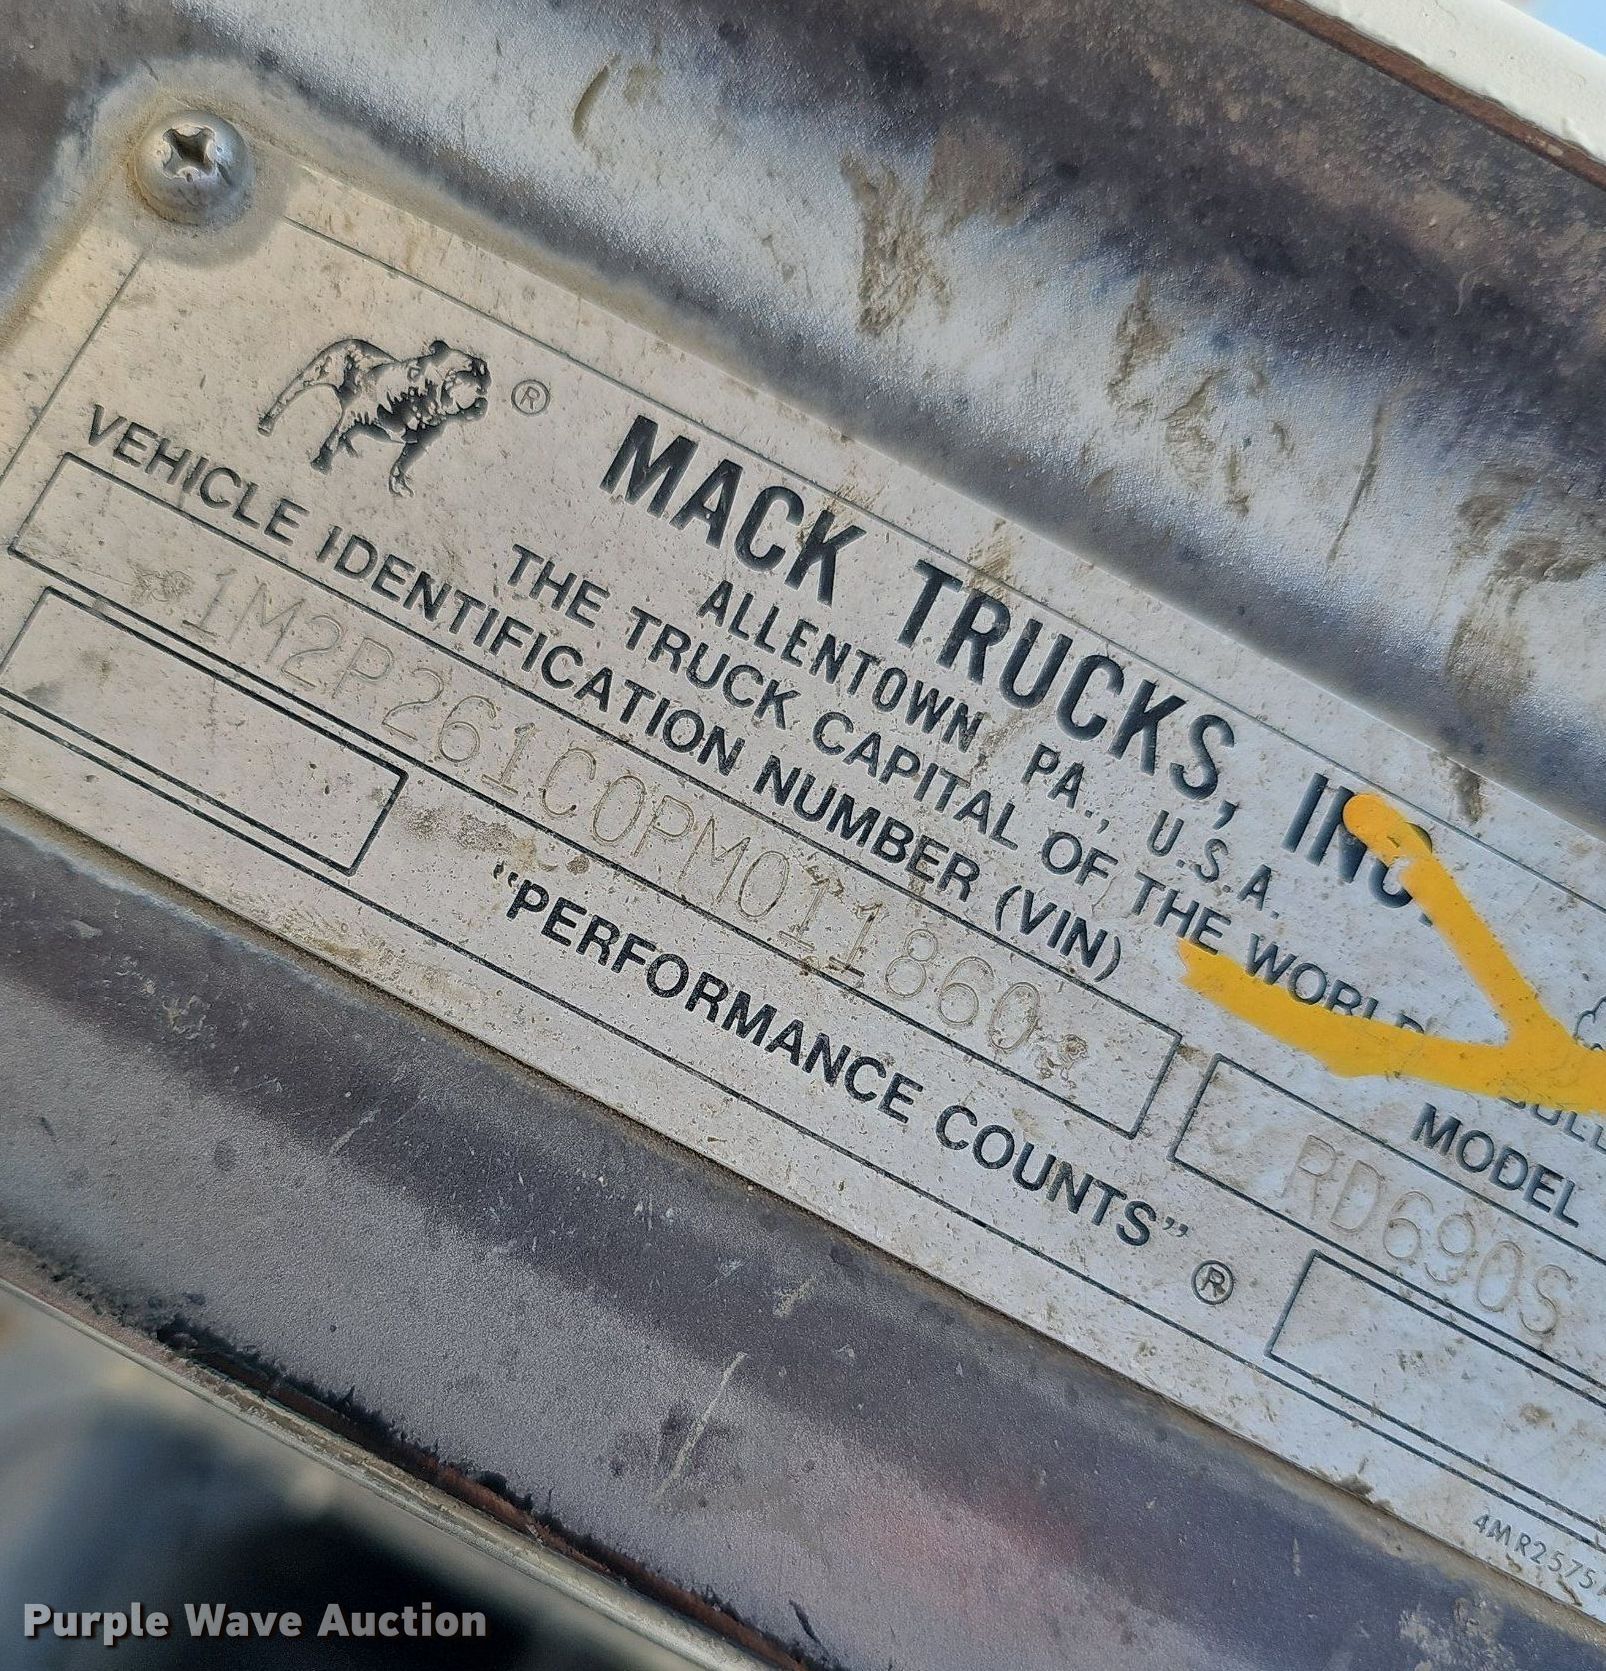 ® MACK TRUCKS, INC.
ALLENTOWN, PA., U.S.A.
THE TRUCK CAPITAL OF THE WORLD
VEHICLE IDENTIFICATION NUMBER (VIN)
MODEL
1M2P261C0PM011860
RD690S
"PERFORMANCE COUNTS" ®
4MR2575
Purple Wave Auction